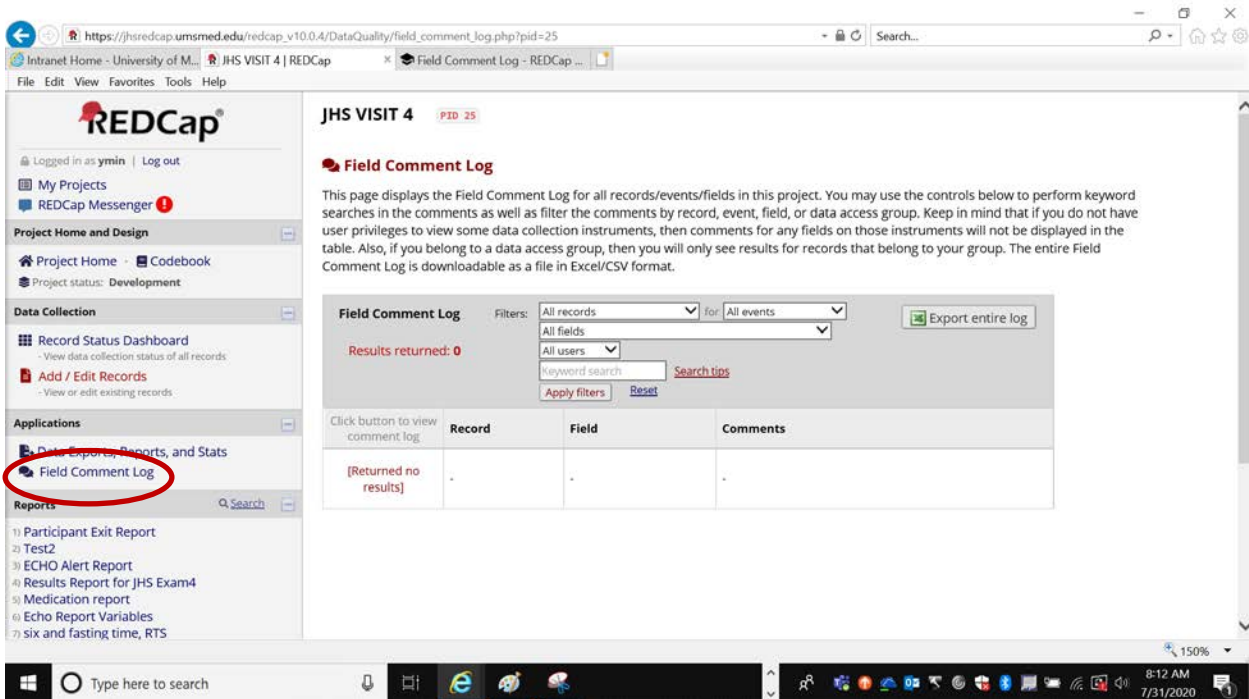 https://jhsredcap.umsmed.edu/redcap_v10.0.4/DataQuality/field_comment_log.php?pid=25
Search...
Intranet Home - University of M...
JHS VISIT 4 | REDCap
Field Comment Log - REDCap ...
File Edit View Favorites Tools Help
REDCap®
Logged in as ymin | Log out
My Projects
REDCap Messenger
Project Home and Design
Project Home · Codebook
Project status: Development
Data Collection
Record Status Dashboard
- View data collection status of all records
Add / Edit Records
- View or edit existing records
Applications
Data Exports, Reports, and Stats
Field Comment Log
Reports
Search
1) Participant Exit Report
2) Test2
3) ECHO Alert Report
4) Results Report for JHS Exam4
5) Medication report
6) Echo Report Variables
7) six and fasting time, RTS
JHS VISIT 4 PID 25
Field Comment Log
This page displays the Field Comment Log for all records/events/fields in this project. You may use the controls below to perform keyword
searches in the comments as well as filter the comments by record, event, field, or data access group. Keep in mind that if you do not have
user privileges to view some data collection instruments, then comments for any fields on those instruments will not be displayed in the
table. Also, if you belong to a data access group, then you will only see results for records that belong to your group. The entire Field
Comment Log is downloadable as a file in Excel/CSV format.
Field Comment Log
Filters: All records for All events
Export entire log
All fields
Results returned: 0
All users
Keyword search
Search tips
Apply filters Reset
Click button to view
comment log
Record Field Comments
[Returned no
results]
- - -
150%
Type here to search
8:12 AM
7/31/2020